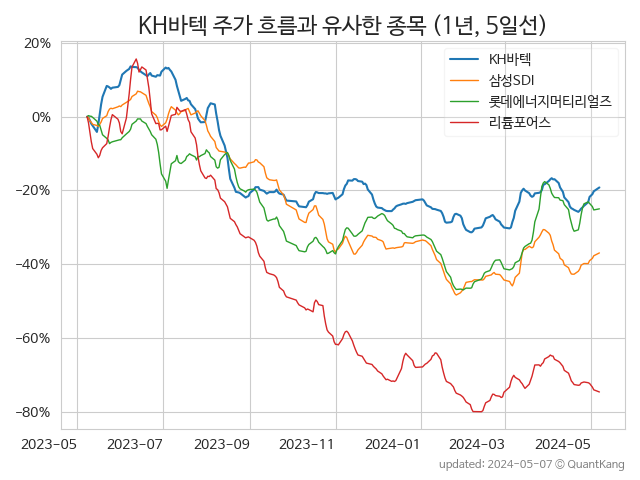 KH바텍 주가 흐름과 유사한 종목 (1년, 5일선)
KH바텍
삼성SDI
롯데에너지머티리얼즈
리튬포어스
20%
0%
−20%
−40%
−60%
−80%
2023−05 2023−07 2023−09 2023−11 2024−01 2024−03 2024−05
updated: 2024-05-07 © QuantKang